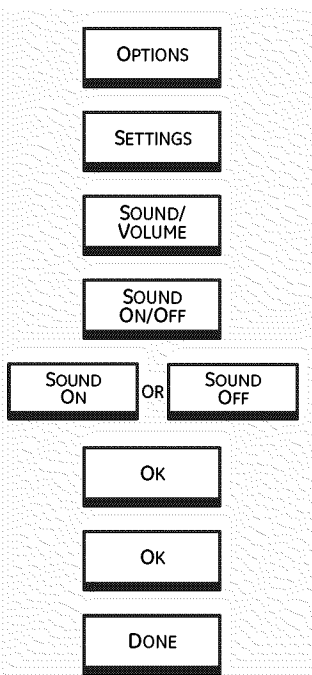 OPTIONS
SETTINGS
SOUND/
VOLUME
SOUND
ON/OFF
SOUND
ON
OR
SOUND
OFF
OK
OK
DONE